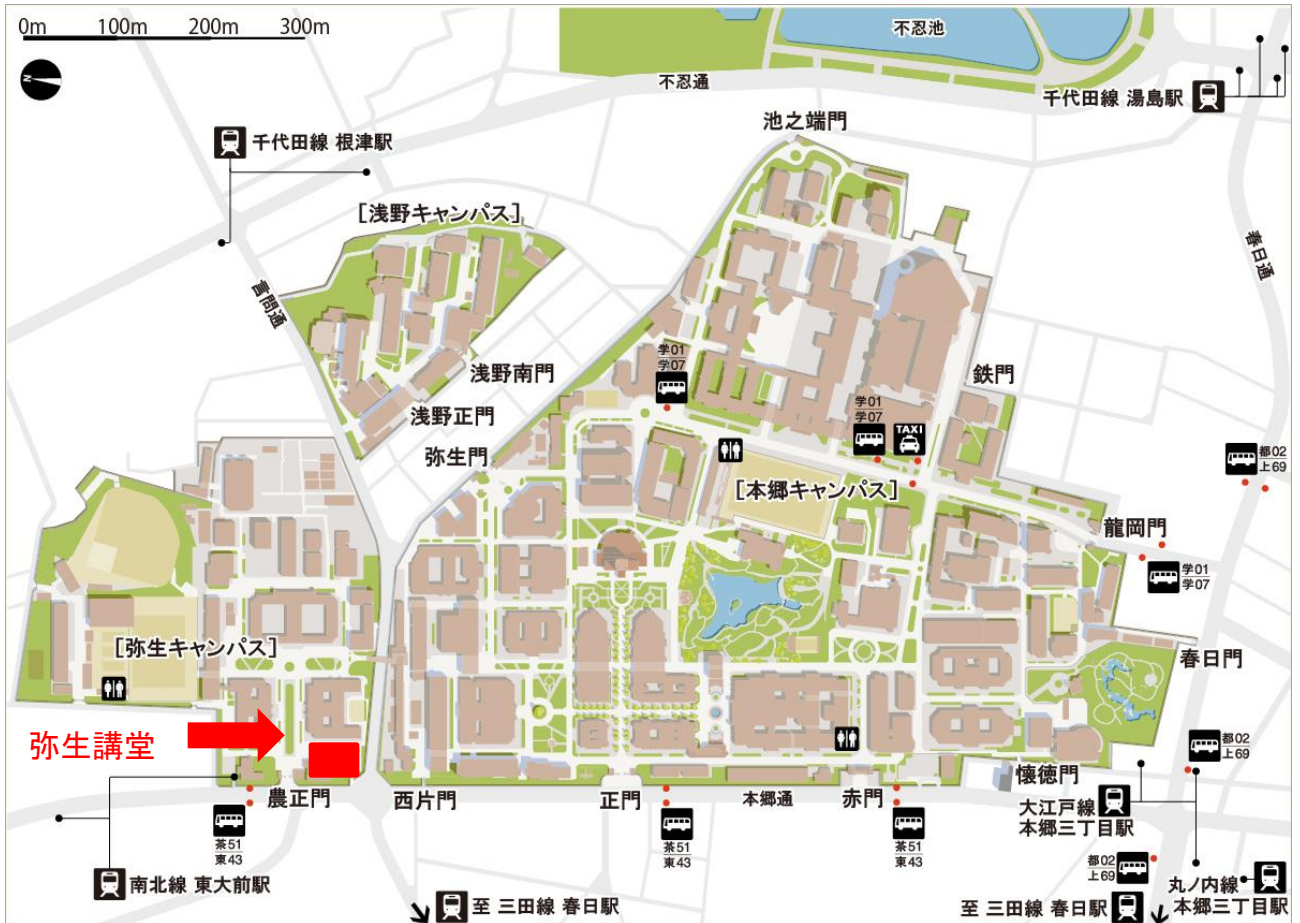 0m 100m 200m 300m
N
不忍池
不忍通
千代田線 湯島駅
池之端門
千代田線 根津駅
[浅野キャンパス]
春日通
言問通
学01
学07
浅野南門
鉄門
浅野正門
学01
学07
TAXI
弥生門
都02
上69
[本郷キャンパス]
龍岡門
学01
学07
[弥生キャンパス]
春日門
弥生講堂
都02
上69
懐徳門
農正門
西片門
正門
本郷通
赤門
大江戸線
本郷三丁目駅
茶51
東43
茶51
東43
茶51
東43
都02
上69
南北線 東大前駅
丸ノ内線
本郷三丁目駅
至 三田線 春日駅
至 三田線 春日駅